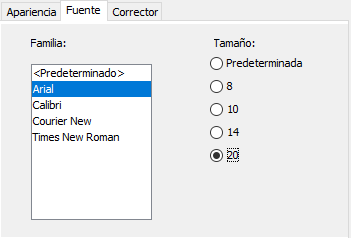 Apariencia Fuente Corrector
Familia:
<Predeterminado>
Arial
Calibri
Courier New
Times New Roman
Tamaño:
Predeterminada
8
10
14
20